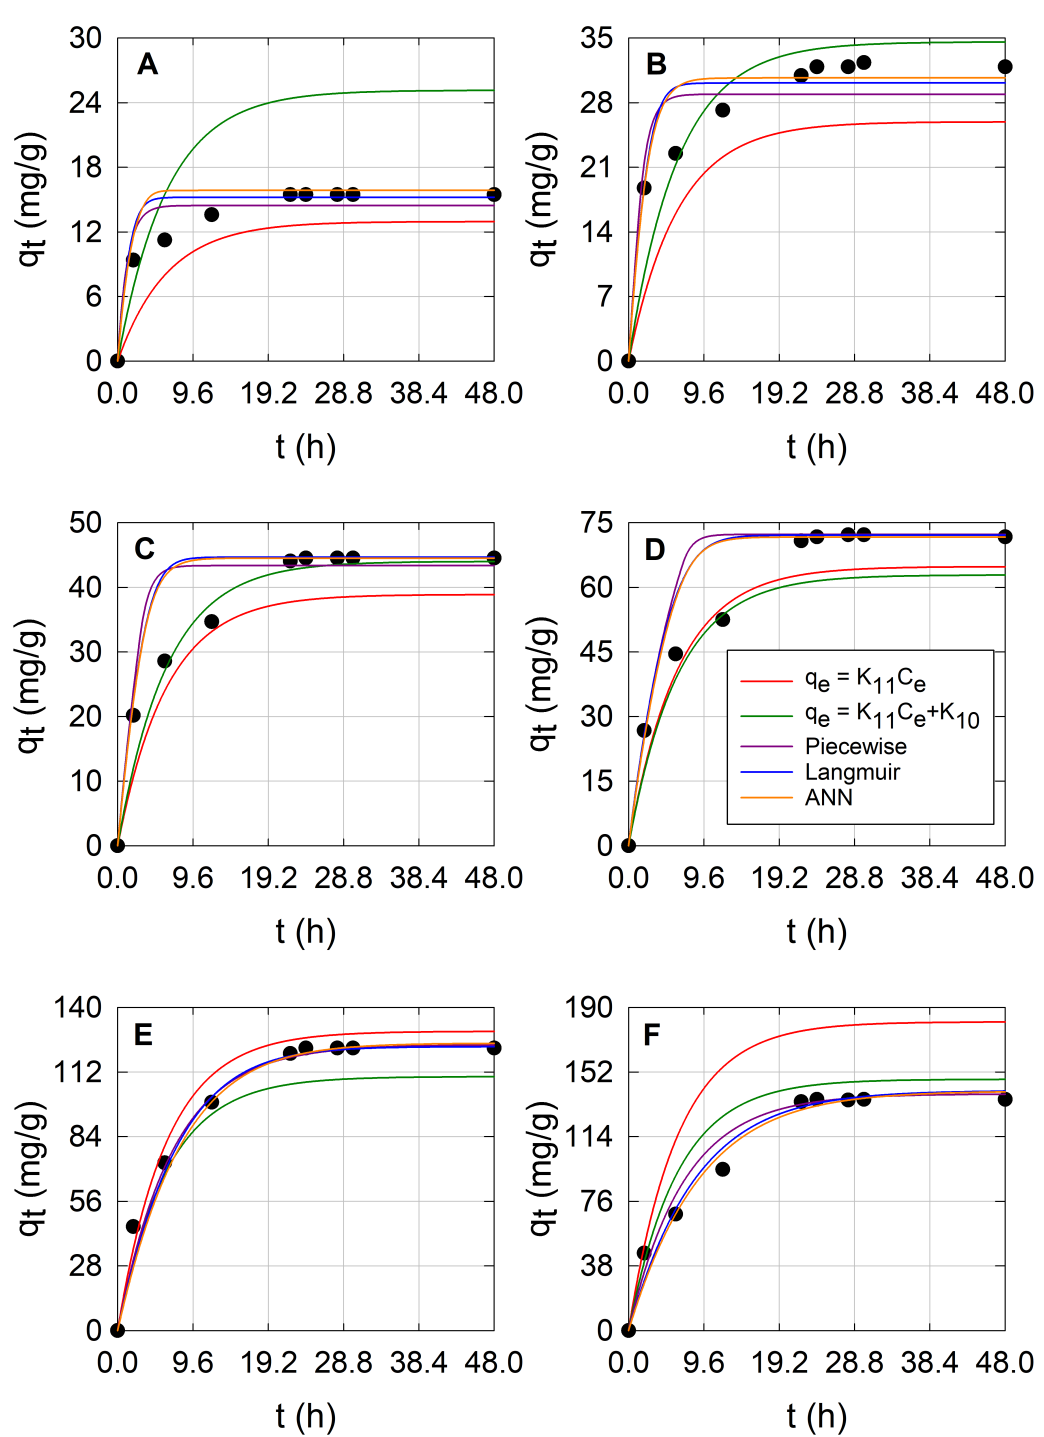 A
30
24
18
12
6
0
qt (mg/g)
0.0 9.6 19.2 28.8 38.4 48.0
t (h)
B
35
28
21
14
7
0
qt (mg/g)
0.0 9.6 19.2 28.8 38.4 48.0
t (h)
C
50
40
30
20
10
0
qt (mg/g)
0.0 9.6 19.2 28.8 38.4 48.0
t (h)
D
75
60
45
30
15
0
qt (mg/g)
qe = K11Ce
qe = K11Ce+K10
Piecewise
Langmuir
ANN
0.0 9.6 19.2 28.8 38.4 48.0
t (h)
E
140
112
84
56
28
0
qt (mg/g)
0.0 9.6 19.2 28.8 38.4 48.0
t (h)
F
190
152
114
76
38
0
qt (mg/g)
0.0 9.6 19.2 28.8 38.4 48.0
t (h)